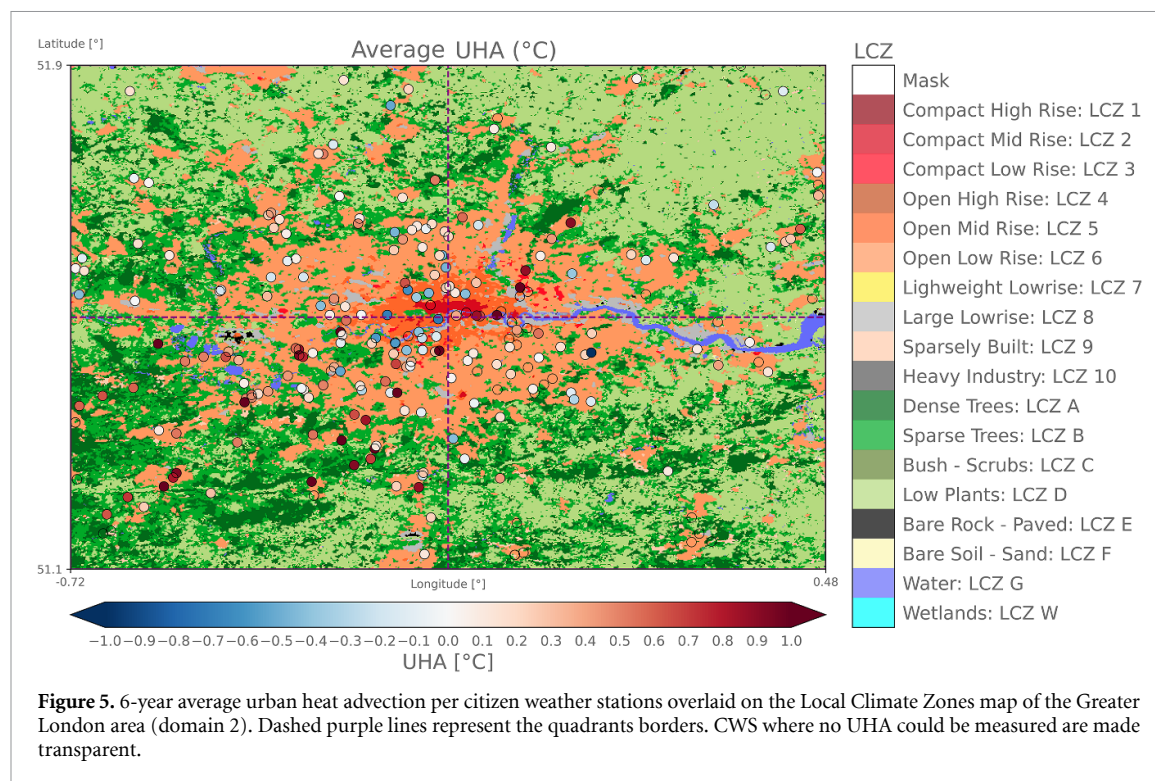 Latitude [°]
Average UHA (°C)
51.9
51.1
-0.72
Longitude [°]
0.48
−1.0−0.9−0.8−0.7−0.6−0.5−0.4−0.3−0.2−0.1 0.0 0.1 0.2 0.3 0.4 0.5 0.6 0.7 0.8 0.9 1.0
UHA [°C]
LCZ
Mask
Compact High Rise: LCZ 1
Compact Mid Rise: LCZ 2
Compact Low Rise: LCZ 3
Open High Rise: LCZ 4
Open Mid Rise: LCZ 5
Open Low Rise: LCZ 6
Lighweight Lowrise: LCZ 7
Large Lowrise: LCZ 8
Sparsely Built: LCZ 9
Heavy Industry: LCZ 10
Dense Trees: LCZ A
Sparse Trees: LCZ B
Bush - Scrubs: LCZ C
Low Plants: LCZ D
Bare Rock - Paved: LCZ E
Bare Soil - Sand: LCZ F
Water: LCZ G
Wetlands: LCZ W
Figure 5. 6-year average urban heat advection per citizen weather stations overlaid on the Local Climate Zones map of the Greater
London area (domain 2). Dashed purple lines represent the quadrants borders. CWS where no UHA could be measured are made
transparent.